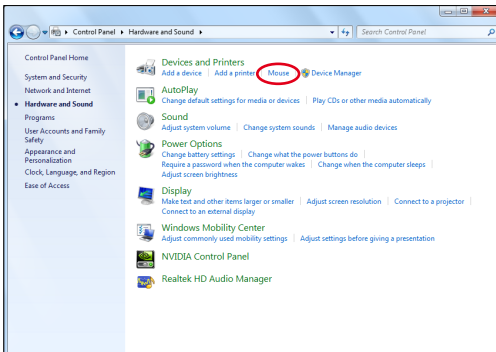 Control Panel ▸ Hardware and Sound ▸
Search Control Panel
Control Panel Home
System and Security
Network and Internet
Hardware and Sound
Programs
User Accounts and Family
Safety
Appearance and
Personalization
Clock, Language, and Region
Ease of Access
Devices and Printers
Add a device | Add a printer | Mouse | Device Manager
AutoPlay
Change default settings for media or devices | Play CDs or other media automatically
Sound
Adjust system volume | Change system sounds | Manage audio devices
Power Options
Change battery settings | Change what the power buttons do |
Require a password when the computer wakes | Change when the computer sleeps |
Adjust screen brightness
Display
Make text and other items larger or smaller | Adjust screen resolution | Connect to a projector |
Connect to an external display
Windows Mobility Center
Adjust commonly used mobility settings | Adjust settings before giving a presentation
NVIDIA Control Panel
Realtek HD Audio Manager